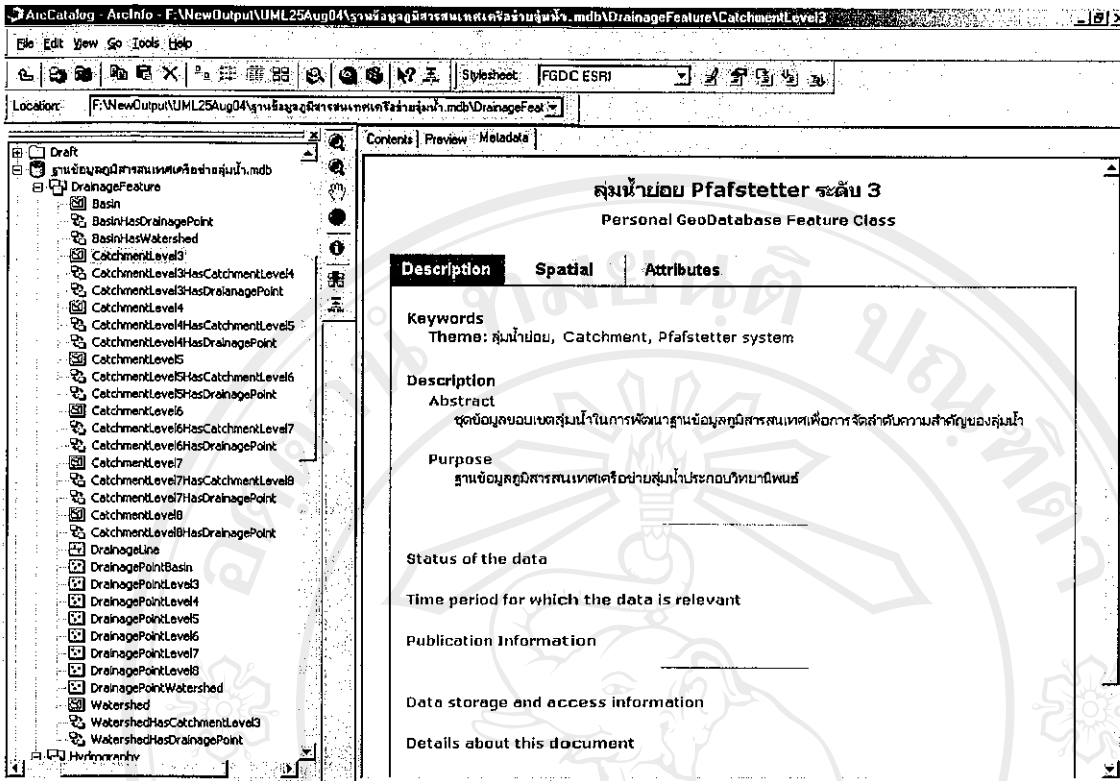 ArcCatalog - ArcInfo - F:\NewOutput\UML25Aug04\ฐานข้อมูลภูมิสารสนเทศเครือข่ายลุ่มน้ำ.mdb\DrainageFeature\CatchmentLevel3
File Edit View Go Tools Help
Stylesheet: FGDC ESRI
Location: F:\NewOutput\UML25Aug04\ฐานข้อมูลภูมิสารสนเทศเครือข่ายลุ่มน้ำ.mdb\DrainageFeat
Contents Preview Metadata
Draft
ฐานข้อมูลภูมิสารสนเทศเครือข่ายลุ่มน้ำ.mdb
DrainageFeature
Basin
BasinHasDrainagePoint
BasinHasWatershed
CatchmentLevel3
CatchmentLevel3HasCatchmentLevel4
CatchmentLevel3HasDraianagePoint
CatchmentLevel4
CatchmentLevel4HasCatchmentLevel5
CatchmentLevel4HasDrainagePoint
CatchmentLevel5
CatchmentLevel5HasCatchmentLevel6
CatchmentLevel5HasDrainagePoint
CatchmentLevel6
CatchmentLevel6HasCatchmentLevel7
CatchmentLevel6HasDrainagePoint
CatchmentLevel7
CatchmentLevel7HasCatchmentLevel8
CatchmentLevel7HasDrainagePoint
CatchmentLevel8
CatchmentLevel8HasDrainagePoint
DrainageLine
DrainagePointBasin
DrainagePointLevel3
DrainagePointLevel4
DrainagePointLevel5
DrainagePointLevel6
DrainagePointLevel7
DrainagePointLevel8
DrainagePointWatershed
Watershed
WatershedHasCatchmentLevel3
WatershedHasDrainagePoint
Hydrography
ลุ่มน้ำย่อย Pfafstetter ระดับ 3
Personal GeoDatabase Feature Class
Description Spatial Attributes
Keywords
Theme: ลุ่มน้ำย่อย, Catchment, Pfafstetter system
Description
Abstract
ชุดข้อมูลขอบเขตลุ่มน้ำในการพัฒนาฐานข้อมูลภูมิสารสนเทศเพื่อการจัดลำดับความสำคัญของลุ่มน้ำ
Purpose
ฐานข้อมูลภูมิสารสนเทศเครือข่ายลุ่มน้ำประกอบวิทยานิพนธ์
Status of the data
Time period for which the data is relevant
Publication Information
Data storage and access information
Details about this document